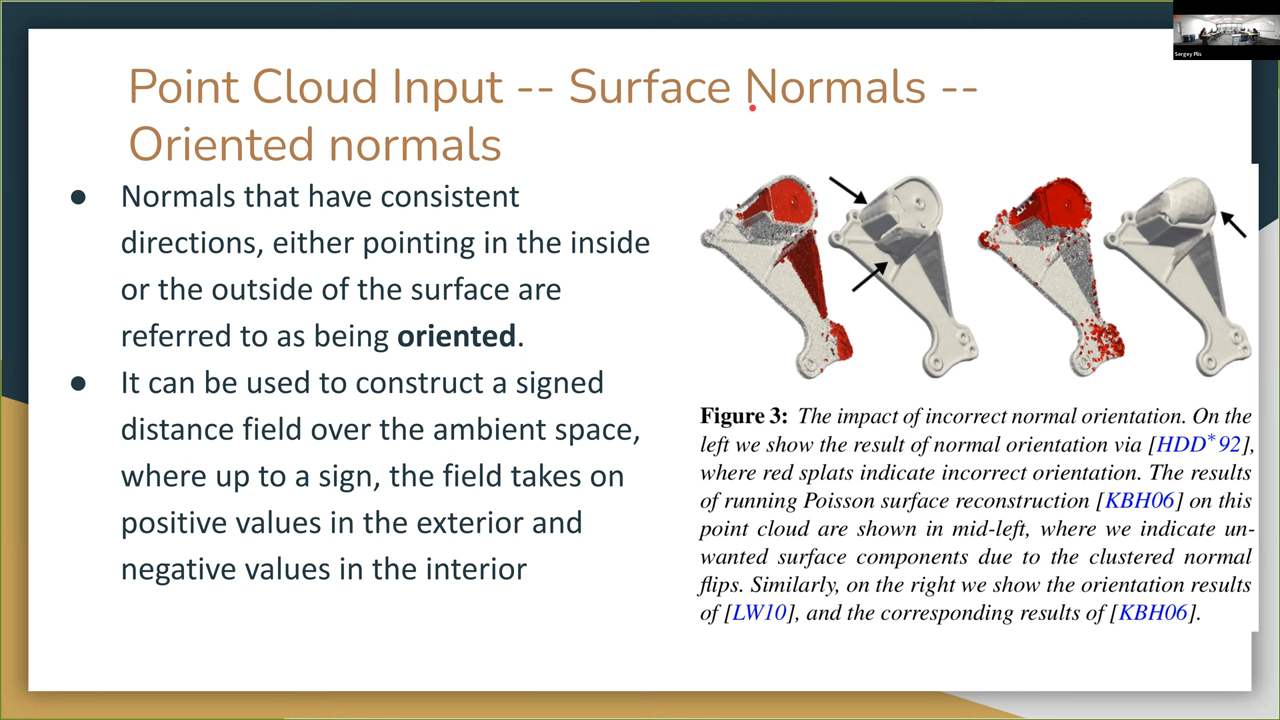 Point Cloud Input -- Surface Normals --
Oriented normals
● Normals that have consistent
directions, either pointing in the inside
or the outside of the surface are
referred to as being oriented.
● It can be used to construct a signed
distance field over the ambient space,
where up to a sign, the field takes on
positive values in the exterior and
negative values in the interior
Figure 3: The impact of incorrect normal orientation. On the
left we show the result of normal orientation via [HDD*92],
where red splats indicate incorrect orientation. The results
of running Poisson surface reconstruction [KBH06] on this
point cloud are shown in mid-left, where we indicate un-
wanted surface components due to the clustered normal
flips. Similarly, on the right we show the orientation results
of [LW10], and the corresponding results of [KBH06].
Sergey Plis